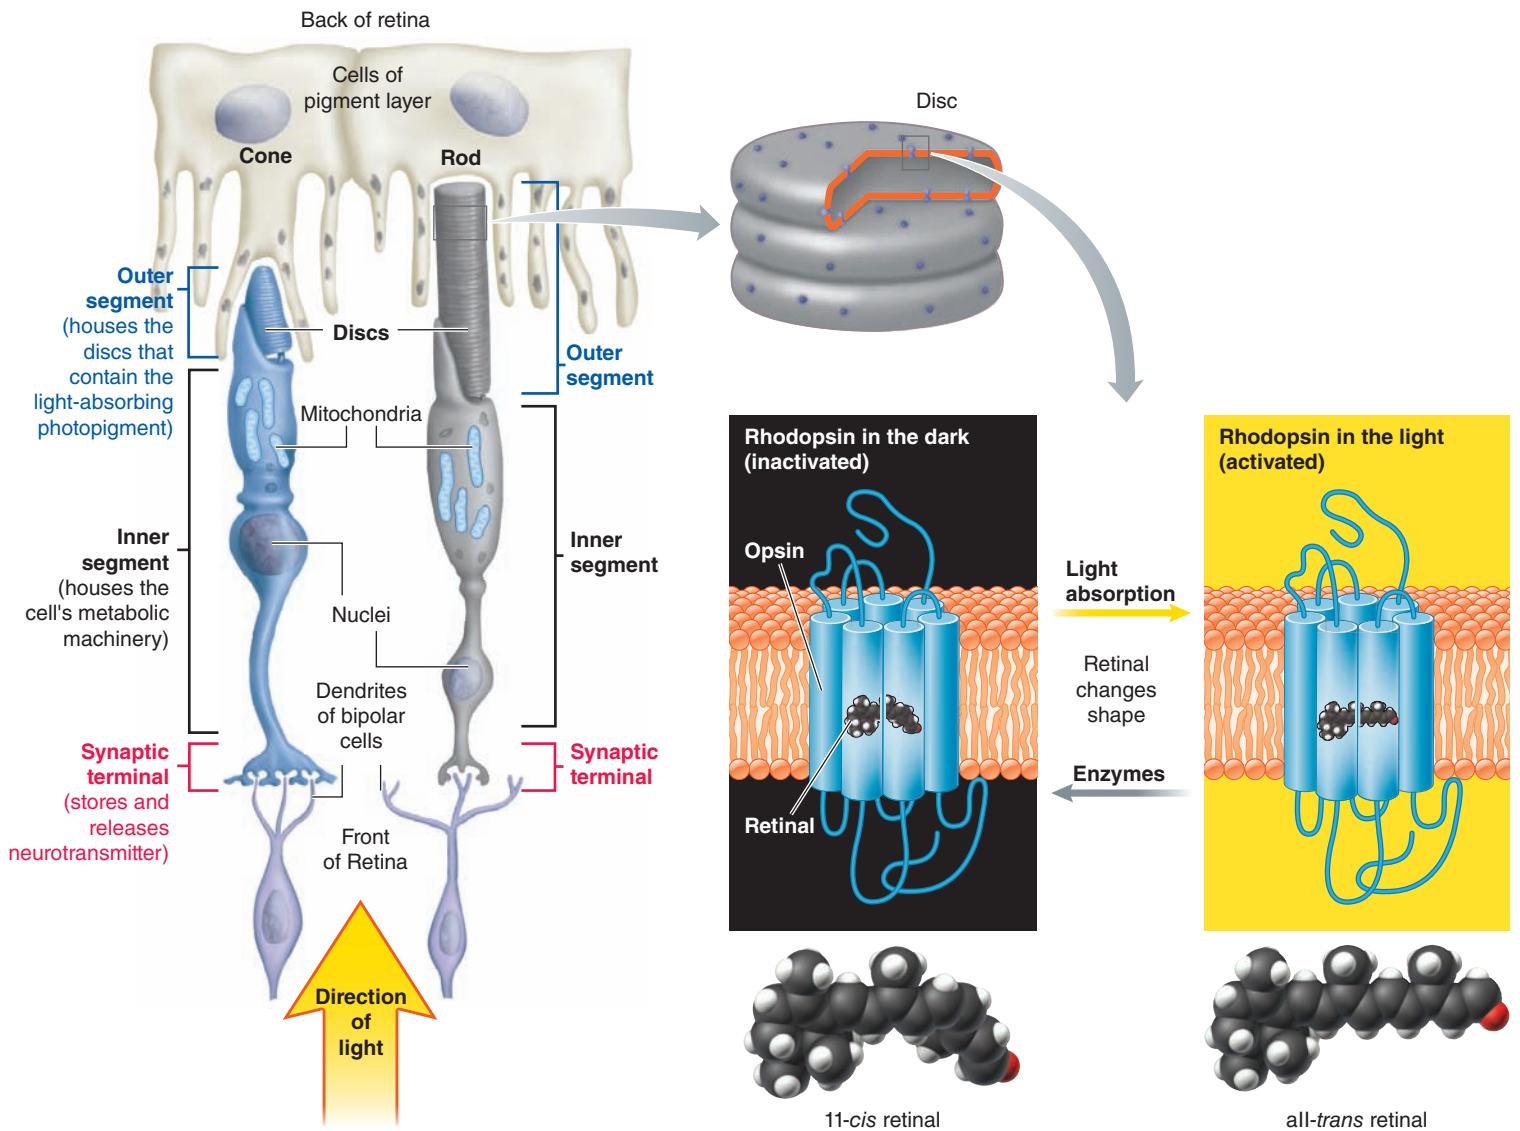 Back of retina
Cells of
pigment layer
Cone
Rod
Outer
segment
(houses the
discs that
contain the
light-absorbing
photopigment)
Discs
Outer
segment
Mitochondria
Inner
segment
(houses the
cell's metabolic
machinery)
Nuclei
Inner
segment
Dendrites
of bipolar
cells
Synaptic
terminal
(stores and
releases
neurotransmitter)
Synaptic
terminal
Front
of Retina
Direction
of
light
Disc
Rhodopsin in the dark
(inactivated)
Opsin
Retinal
Light
absorption
Retinal
changes
shape
Enzymes
Rhodopsin in the light
(activated)
11-cis retinal
all-trans retinal